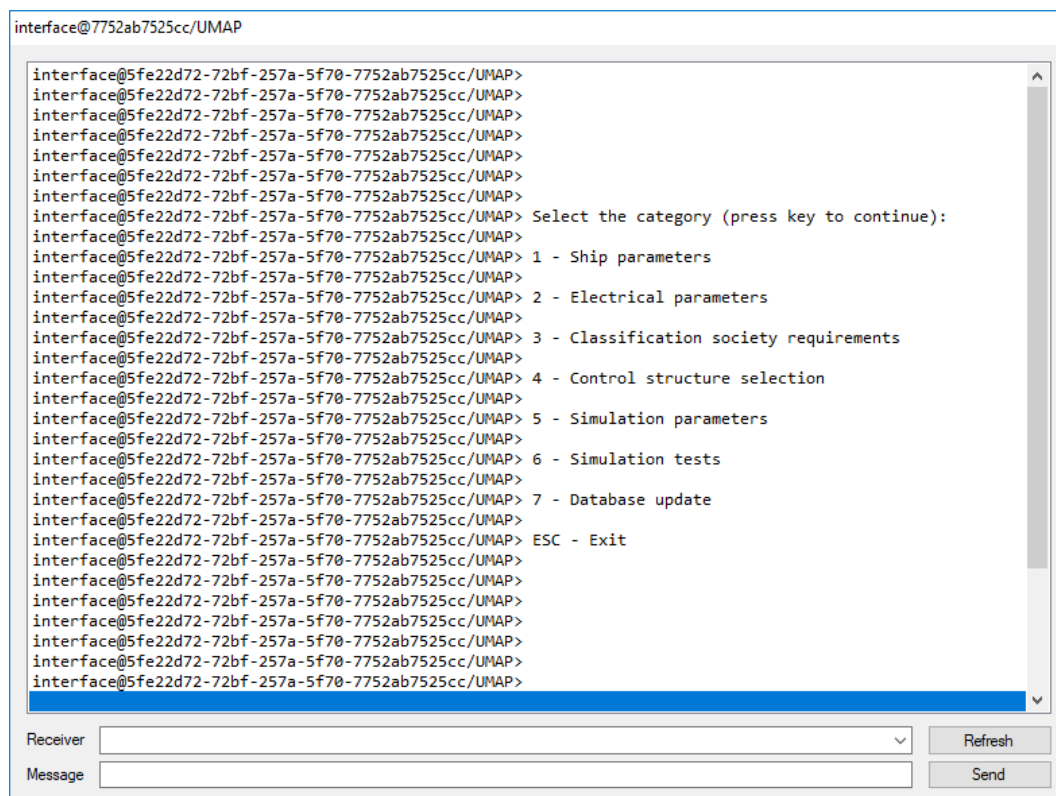 interface@7752ab7525cc/UMAP
interface@5fe22d72-72bf-257a-5f70-7752ab7525cc/UMAP>
interface@5fe22d72-72bf-257a-5f70-7752ab7525cc/UMAP>
interface@5fe22d72-72bf-257a-5f70-7752ab7525cc/UMAP>
interface@5fe22d72-72bf-257a-5f70-7752ab7525cc/UMAP>
interface@5fe22d72-72bf-257a-5f70-7752ab7525cc/UMAP>
interface@5fe22d72-72bf-257a-5f70-7752ab7525cc/UMAP>
interface@5fe22d72-72bf-257a-5f70-7752ab7525cc/UMAP>
interface@5fe22d72-72bf-257a-5f70-7752ab7525cc/UMAP> Select the category (press key to continue):
interface@5fe22d72-72bf-257a-5f70-7752ab7525cc/UMAP>
interface@5fe22d72-72bf-257a-5f70-7752ab7525cc/UMAP> 1 - Ship parameters
interface@5fe22d72-72bf-257a-5f70-7752ab7525cc/UMAP>
interface@5fe22d72-72bf-257a-5f70-7752ab7525cc/UMAP> 2 - Electrical parameters
interface@5fe22d72-72bf-257a-5f70-7752ab7525cc/UMAP>
interface@5fe22d72-72bf-257a-5f70-7752ab7525cc/UMAP> 3 - Classification society requirements
interface@5fe22d72-72bf-257a-5f70-7752ab7525cc/UMAP>
interface@5fe22d72-72bf-257a-5f70-7752ab7525cc/UMAP> 4 - Control structure selection
interface@5fe22d72-72bf-257a-5f70-7752ab7525cc/UMAP>
interface@5fe22d72-72bf-257a-5f70-7752ab7525cc/UMAP> 5 - Simulation parameters
interface@5fe22d72-72bf-257a-5f70-7752ab7525cc/UMAP>
interface@5fe22d72-72bf-257a-5f70-7752ab7525cc/UMAP> 6 - Simulation tests
interface@5fe22d72-72bf-257a-5f70-7752ab7525cc/UMAP>
interface@5fe22d72-72bf-257a-5f70-7752ab7525cc/UMAP> 7 - Database update
interface@5fe22d72-72bf-257a-5f70-7752ab7525cc/UMAP>
interface@5fe22d72-72bf-257a-5f70-7752ab7525cc/UMAP> ESC - Exit
interface@5fe22d72-72bf-257a-5f70-7752ab7525cc/UMAP>
interface@5fe22d72-72bf-257a-5f70-7752ab7525cc/UMAP>
interface@5fe22d72-72bf-257a-5f70-7752ab7525cc/UMAP>
interface@5fe22d72-72bf-257a-5f70-7752ab7525cc/UMAP>
interface@5fe22d72-72bf-257a-5f70-7752ab7525cc/UMAP>
interface@5fe22d72-72bf-257a-5f70-7752ab7525cc/UMAP>
interface@5fe22d72-72bf-257a-5f70-7752ab7525cc/UMAP>
Receiver Refresh
Message Send